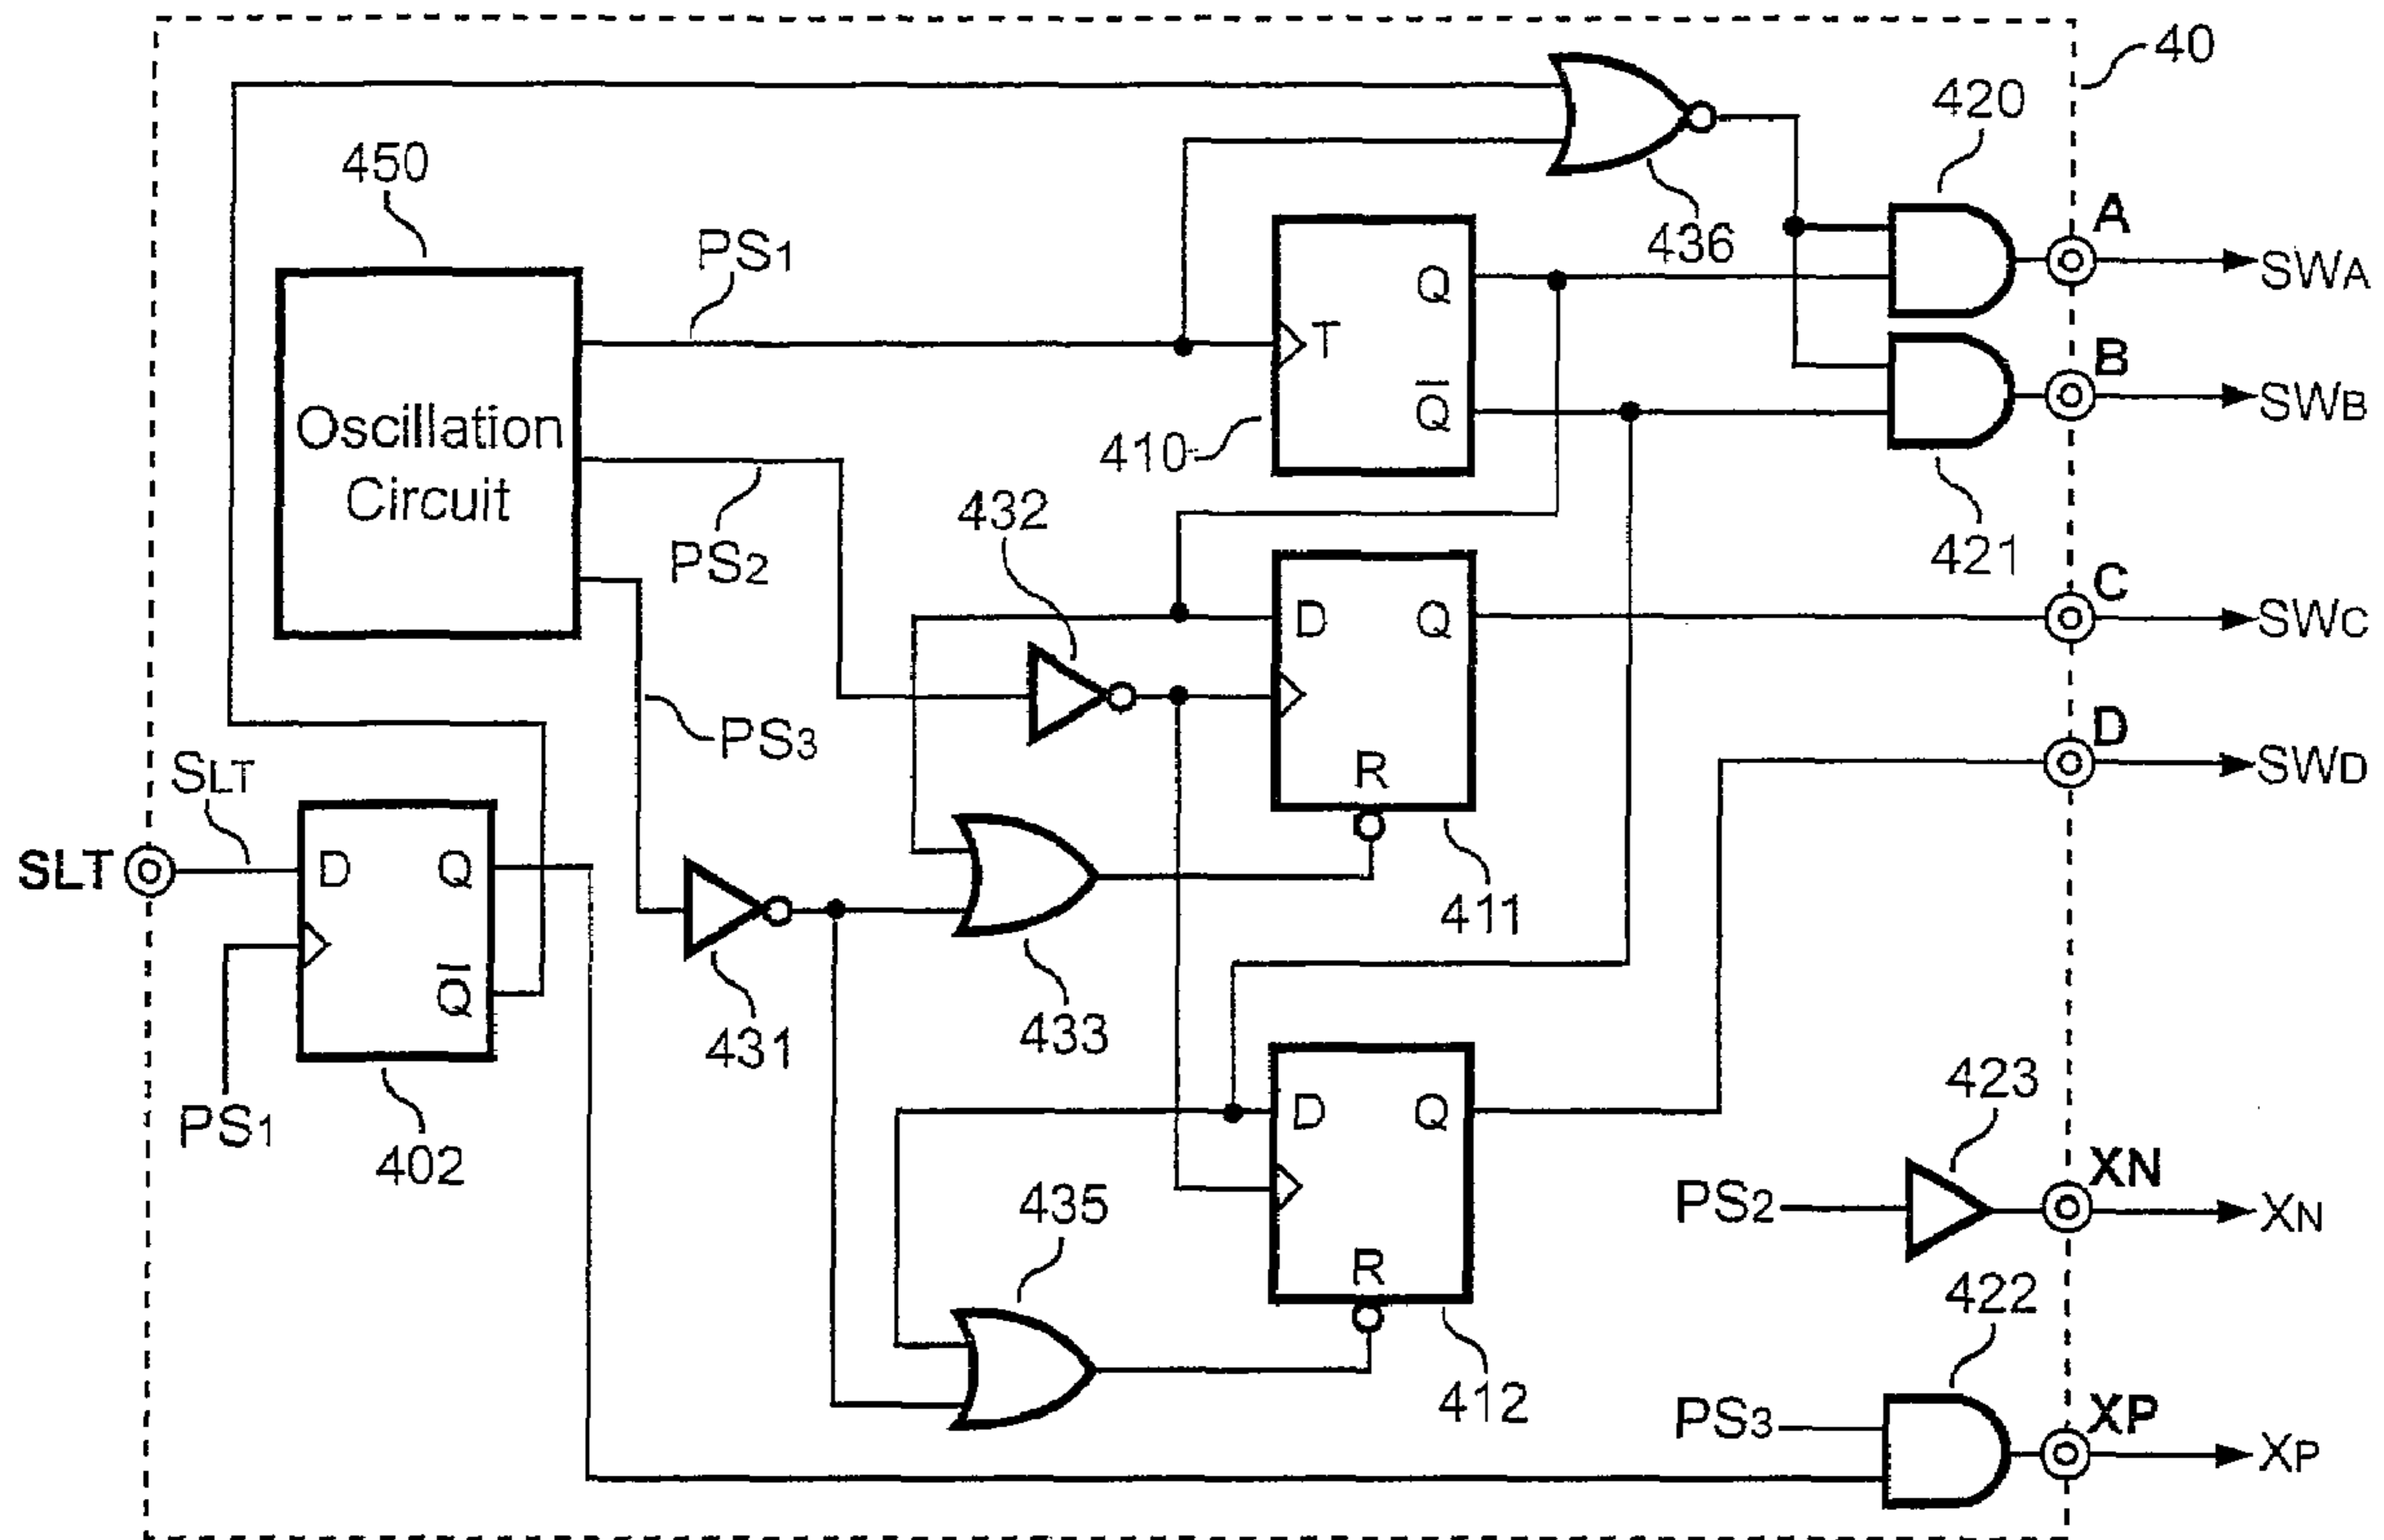 40
420
450
436
A
SWA
PS1
Q
T
Q
B
SWB
Oscillation
Circuit
410
421
432
PS2
C
D
Q
SWC
PS3
D
SWD
SLT
R
SLT
D
Q
411
Q
431
433
423
PS1
402
D
Q
XN
435
PS2
XN
R
422
412
PS3
XP
XP